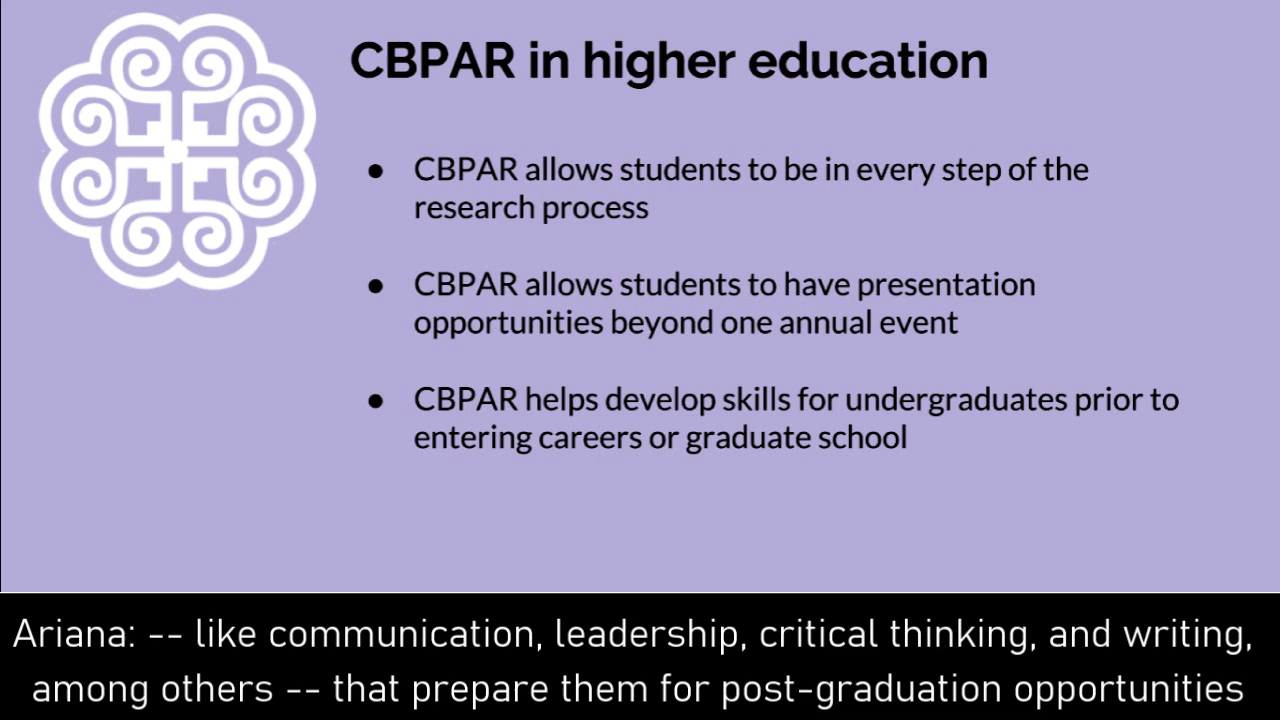 CBPAR in higher education
● CBPAR allows students to be in every step of the
research process
● CBPAR allows students to have presentation
opportunities beyond one annual event
● CBPAR helps develop skills for undergraduates prior to
entering careers or graduate school
Ariana: -- like communication, leadership, critical thinking, and writing,
among others -- that prepare them for post-graduation opportunities